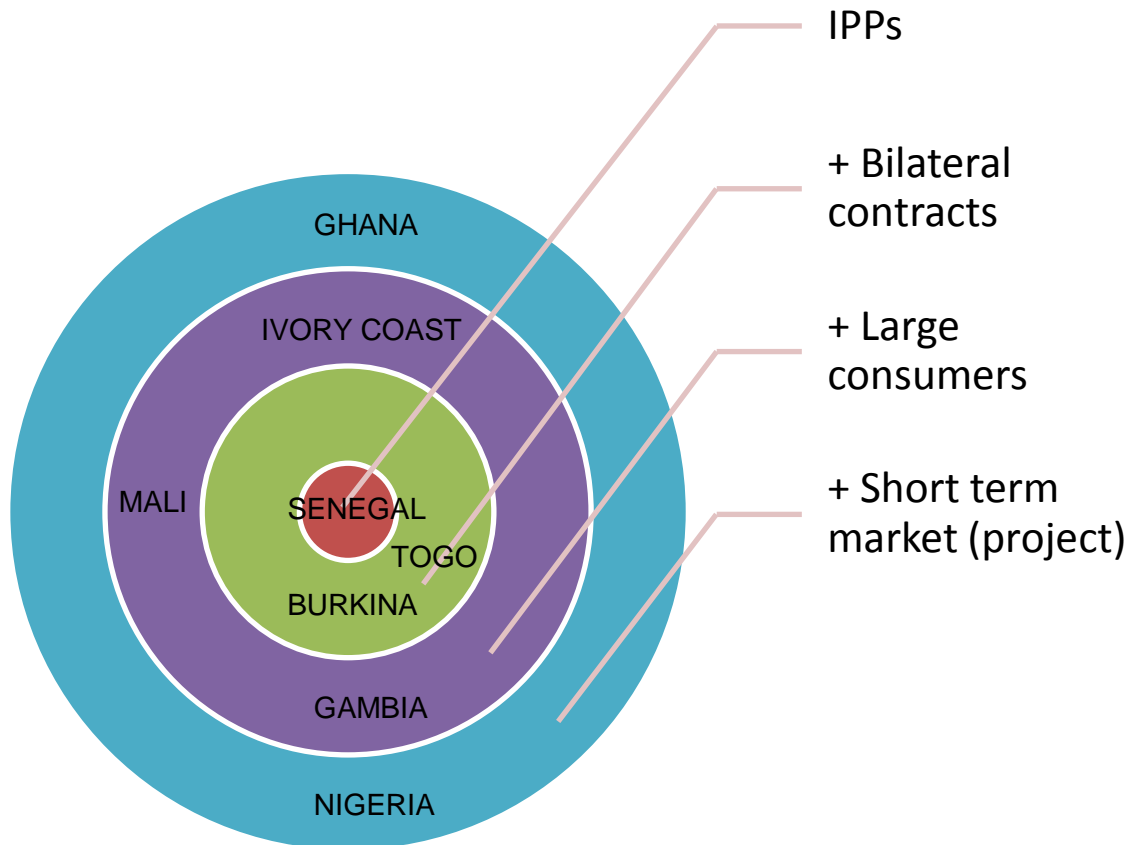 IPPs
+ Bilateral
contracts
+ Large
consumers
+ Short term
market (project)
GHANA
IVORY COAST
MALI
SENEGAL
TOGO
BURKINA
GAMBIA
NIGERIA